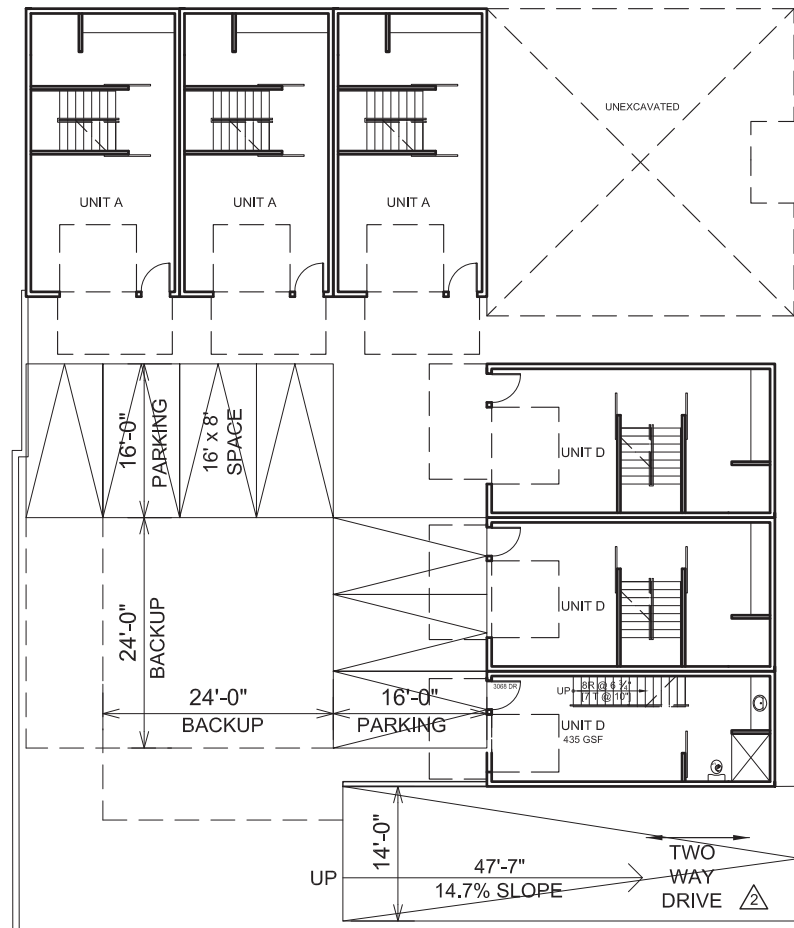 UNEXCAVATED
UNIT A
UNIT A
UNIT A
16'-0"
PARKING
16' x 8'
SPACE
UNIT D
24'-0"
BACKUP
UNIT D
24'-0"
BACKUP
16'-0"
PARKING
3068 DR
UP
8R @ 6 3/4"
[7 T @ 10"]
UNIT D
435 GSF
14'-0"
UP
47'-7"
14.7% SLOPE
TWO
WAY
DRIVE
2